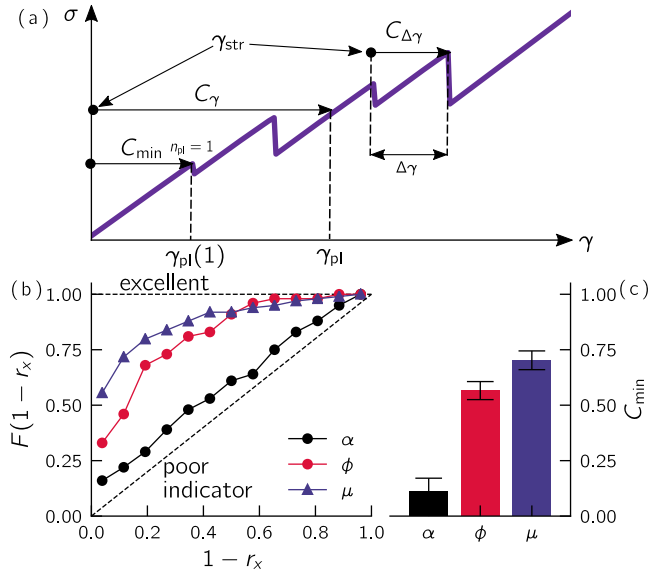 (a)
σ
γstr
CΔγ
Cγ
Cmin npl = 1
Δγ
γpl(1)
γpl
γ
(b)
excellent
(c)
1.00
0.75
0.50
0.25
0.00
F(1 − rx)
α
ϕ
μ
poor
indicator
0.0 0.2 0.4 0.6 0.8 1.0
1 − rx
1.00
0.75
0.50
0.25
0.00
Cmin
α ϕ μ